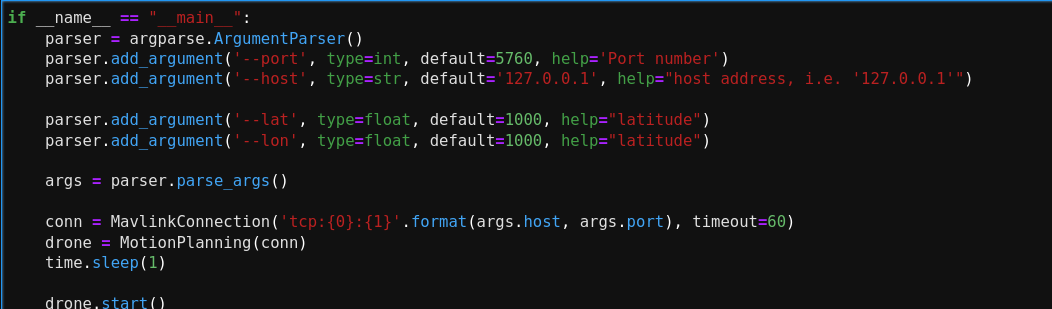 if __name__ == "__main__":
    parser = argparse.ArgumentParser()
    parser.add_argument('--port', type=int, default=5760, help='Port number')
    parser.add_argument('--host', type=str, default='127.0.0.1', help="host address, i.e. '127.0.0.1'")
    parser.add_argument('--lat', type=float, default=1000, help="latitude")
    parser.add_argument('--lon', type=float, default=1000, help="latitude")
    args = parser.parse_args()
    conn = MavlinkConnection('tcp:{0}:{1}'.format(args.host, args.port), timeout=60)
    drone = MotionPlanning(conn)
    time.sleep(1)
    drone.start()